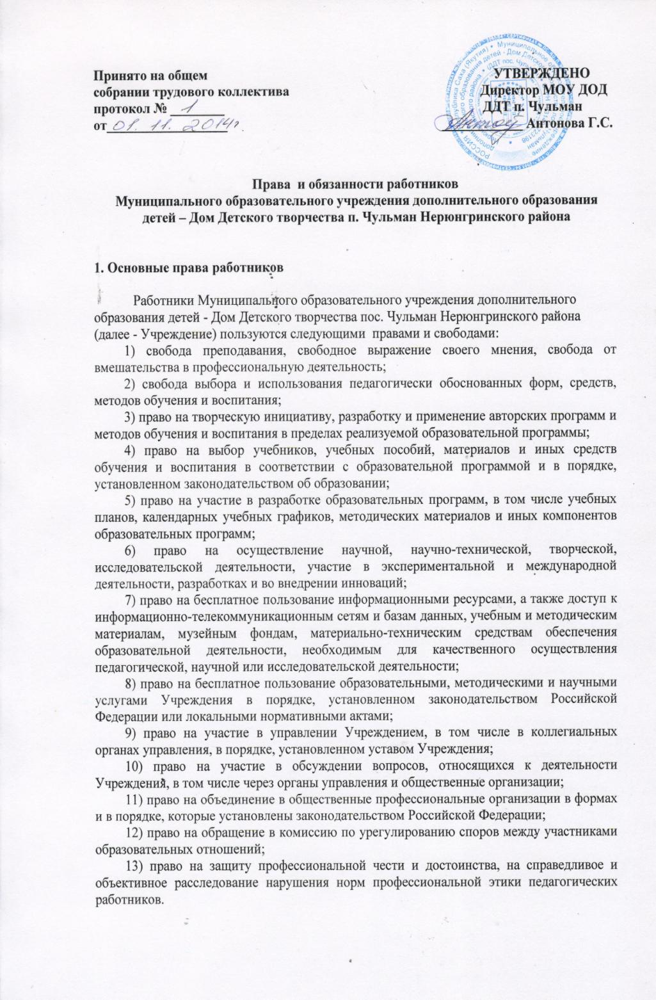 Принято на общем
собрании трудового коллектива
протокол № 1
от 01. 11. 2014г.
УТВЕРЖДЕНО
Директор МОУ ДОД
ДДТ п. Чульман
Антонова Г.С.
Права и обязанности работников
Муниципального образовательного учреждения дополнительного образования
детей – Дом Детского творчества п. Чульман Нерюнгринского района
1. Основные права работников
Работники Муниципального образовательного учреждения дополнительного
образования детей - Дом Детского творчества пос. Чульман Нерюнгринского района
(далее - Учреждение) пользуются следующими правами и свободами:
1) свобода преподавания, свободное выражение своего мнения, свобода от
вмешательства в профессиональную деятельность;
2) свобода выбора и использования педагогически обоснованных форм, средств,
методов обучения и воспитания;
3) право на творческую инициативу, разработку и применение авторских программ и
методов обучения и воспитания в пределах реализуемой образовательной программы;
4) право на выбор учебников, учебных пособий, материалов и иных средств
обучения и воспитания в соответствии с образовательной программой и в порядке,
установленном законодательством об образовании;
5) право на участие в разработке образовательных программ, в том числе учебных
планов, календарных учебных графиков, методических материалов и иных компонентов
образовательных программ;
6) право на осуществление научной, научно-технической, творческой,
исследовательской деятельности, участие в экспериментальной и международной
деятельности, разработках и во внедрении инноваций;
7) право на бесплатное пользование информационными ресурсами, а также доступ к
информационно-телекоммуникационным сетям и базам данных, учебным и методическим
материалам, музейным фондам, материально-техническим средствам обеспечения
образовательной деятельности, необходимым для качественного осуществления
педагогической, научной или исследовательской деятельности;
8) право на бесплатное пользование образовательными, методическими и научными
услугами Учреждения в порядке, установленном законодательством Российской
Федерации или локальными нормативными актами;
9) право на участие в управлении Учреждением, в том числе в коллегиальных
органах управления, в порядке, установленном уставом Учреждения;
10) право на участие в обсуждении вопросов, относящихся к деятельности
Учреждения, в том числе через органы управления и общественные организации;
11) право на объединение в общественные профессиональные организации в формах
и в порядке, которые установлены законодательством Российской Федерации;
12) право на обращение в комиссию по урегулированию споров между участниками
образовательных отношений;
13) право на защиту профессиональной чести и достоинства, на справедливое и
объективное расследование нарушения норм профессиональной этики педагогических
работников.